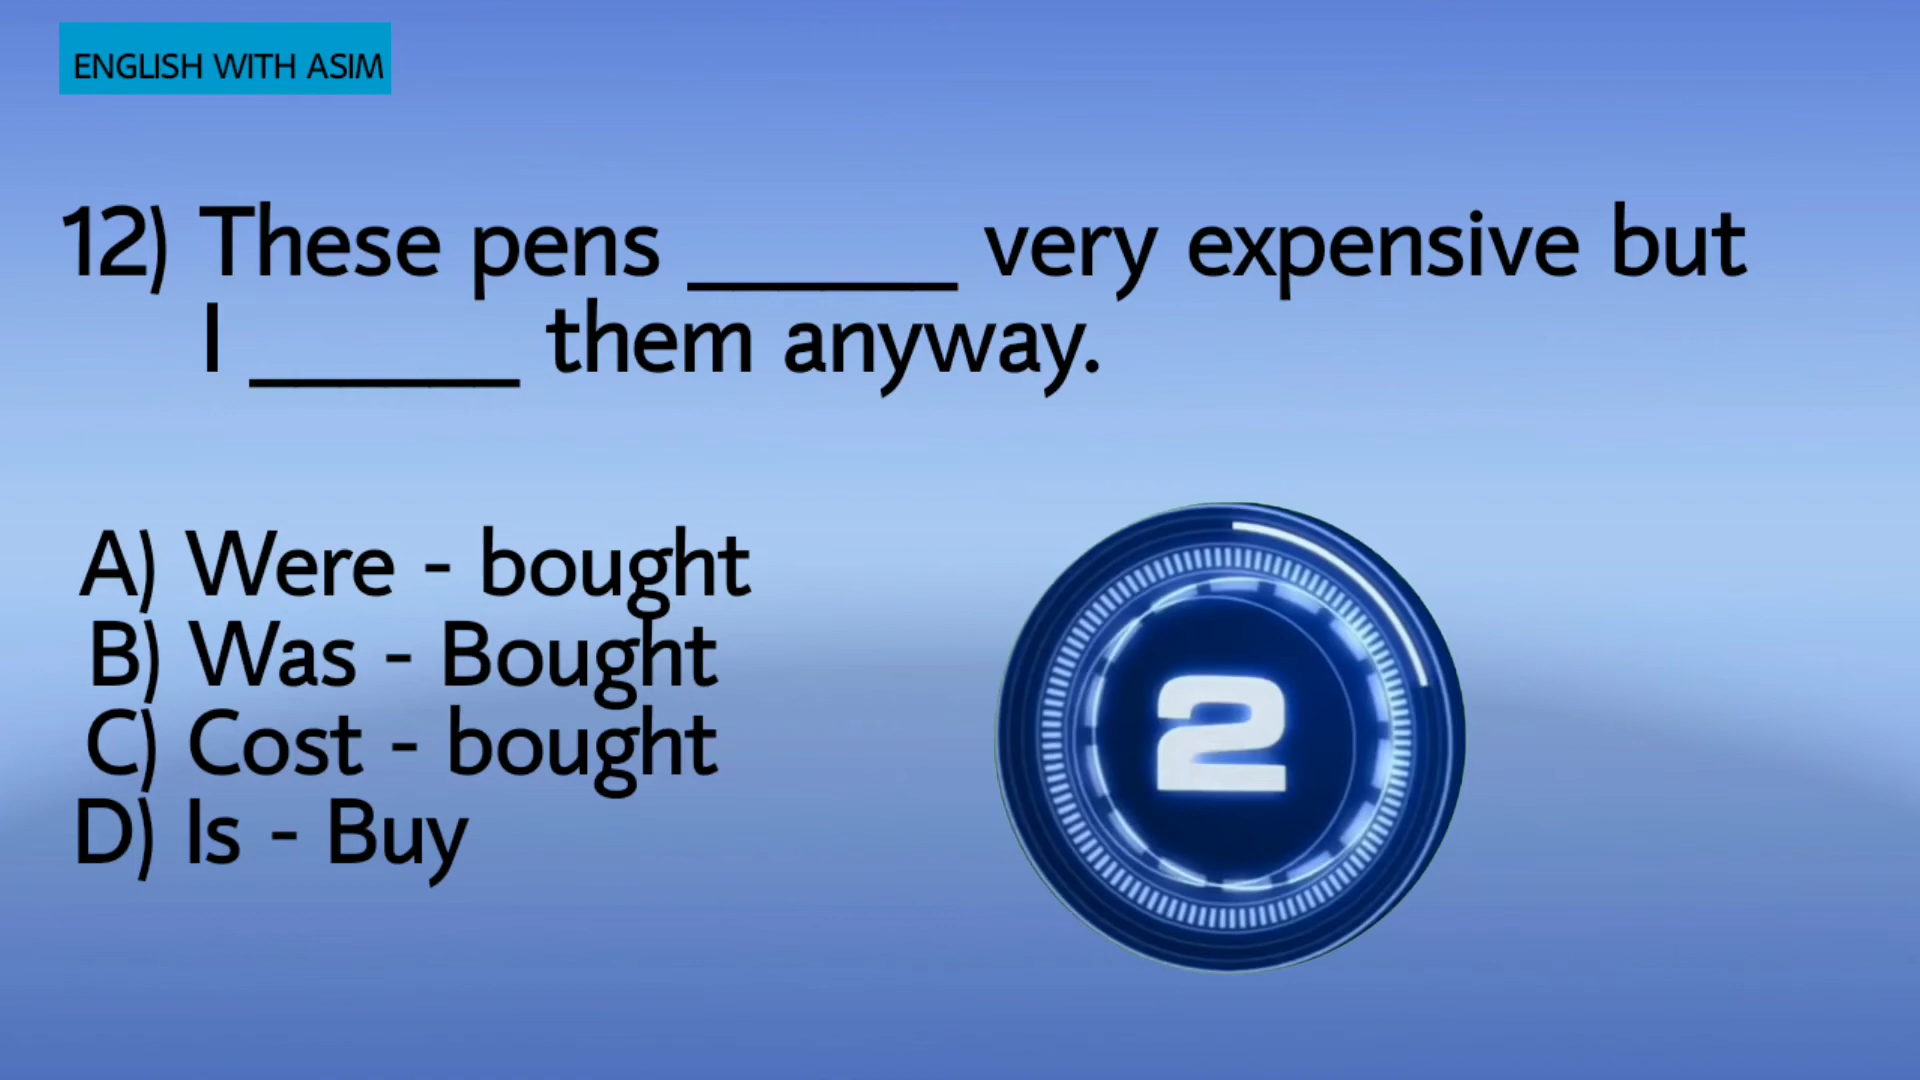 ENGLISH WITH ASIM
12) These pens ______ very expensive but
I ______ them anyway.
A) Were - bought
B) Was - Bought
C) Cost - bought
D) Is - Buy
2